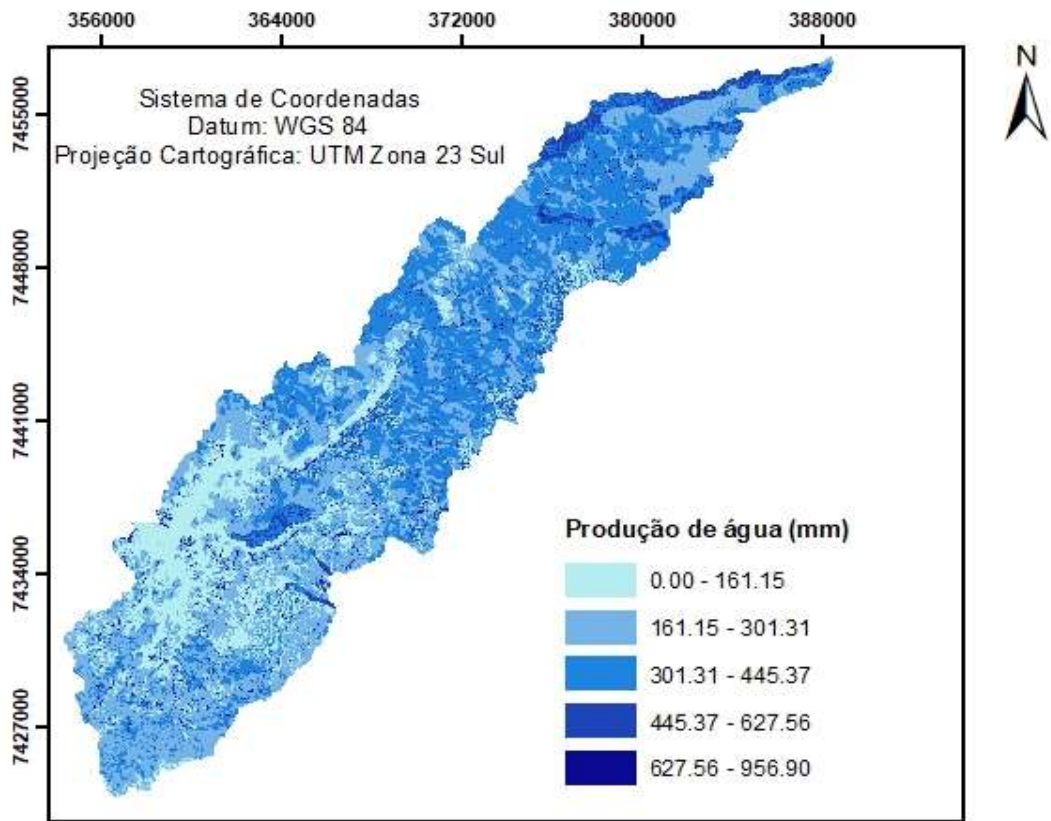 356000 364000 372000 380000 388000
N
Sistema de Coordenadas
Datum: WGS 84
Projeção Cartográfica: UTM Zona 23 Sul
7455000
7448000
7441000
7434000
7427000
Produção de água (mm)
0.00 - 161.15
161.15 - 301.31
301.31 - 445.37
445.37 - 627.56
627.56 - 956.90